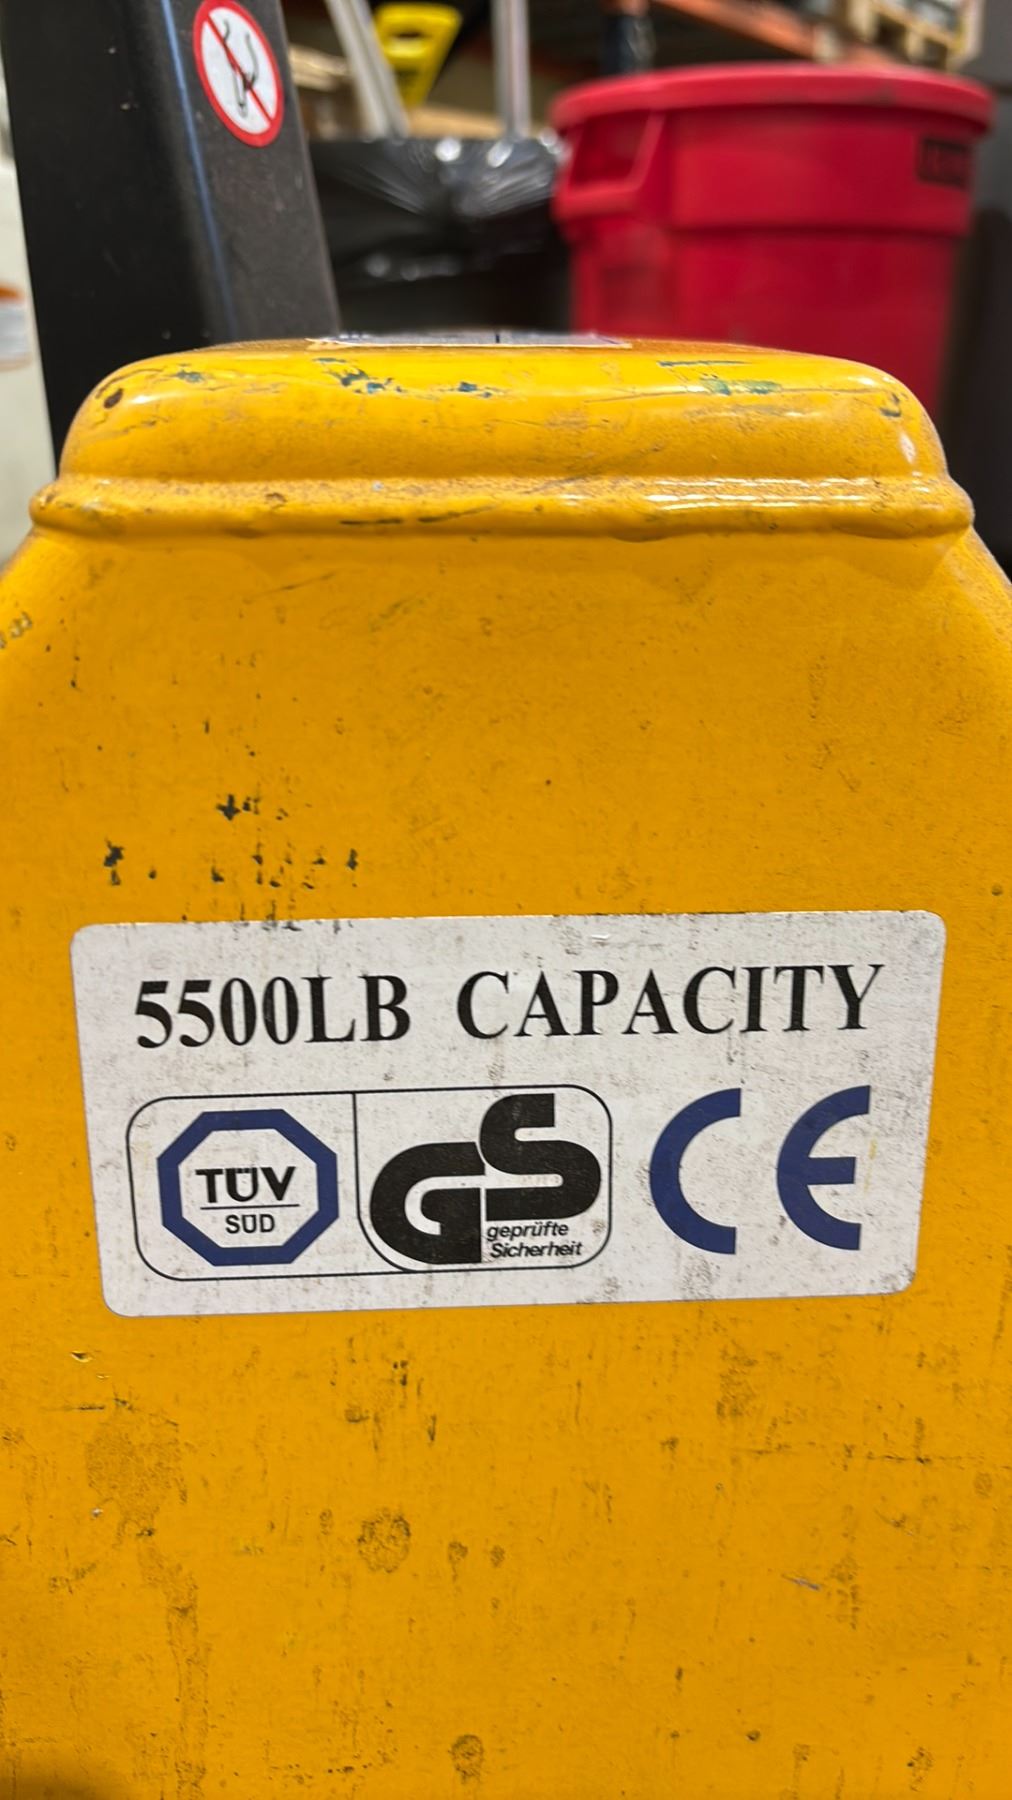 5500LB CAPACITY
TÜV
SÜD
GS
geprüfte
Sicherheit
CE